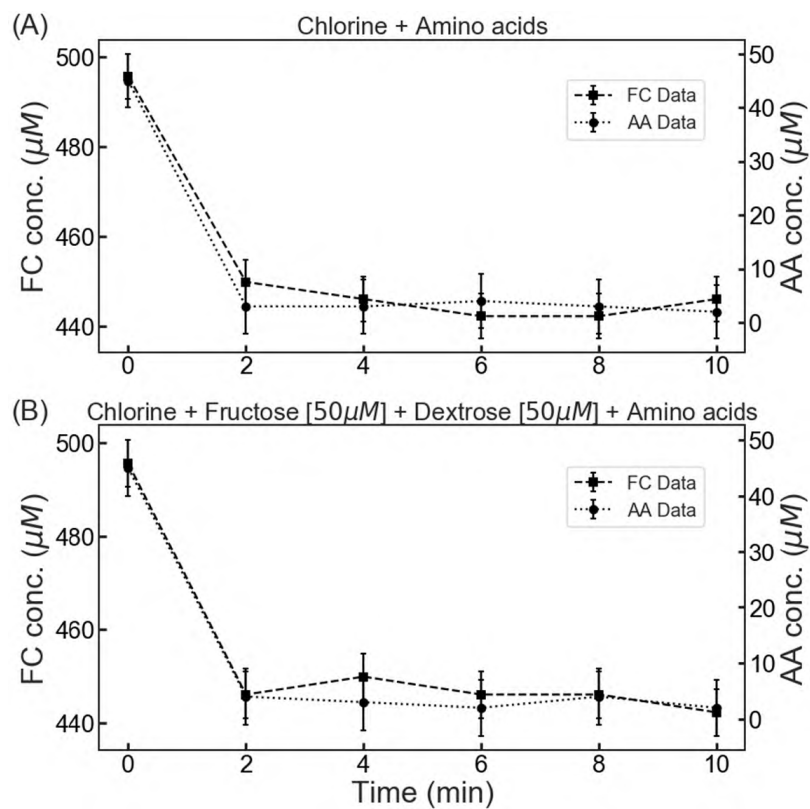 (A)
Chlorine + Amino acids
FC conc. (μM)
500
480
460
440
FC Data
AA Data
50
40
30
20
10
0
AA conc. (μM)
0 2 4 6 8 10
(B)
Chlorine + Fructose [50μM] + Dextrose [50μM] + Amino acids
FC conc. (μM)
500
480
460
440
FC Data
AA Data
50
40
30
20
10
0
AA conc. (μM)
0 2 4 6 8 10
Time (min)